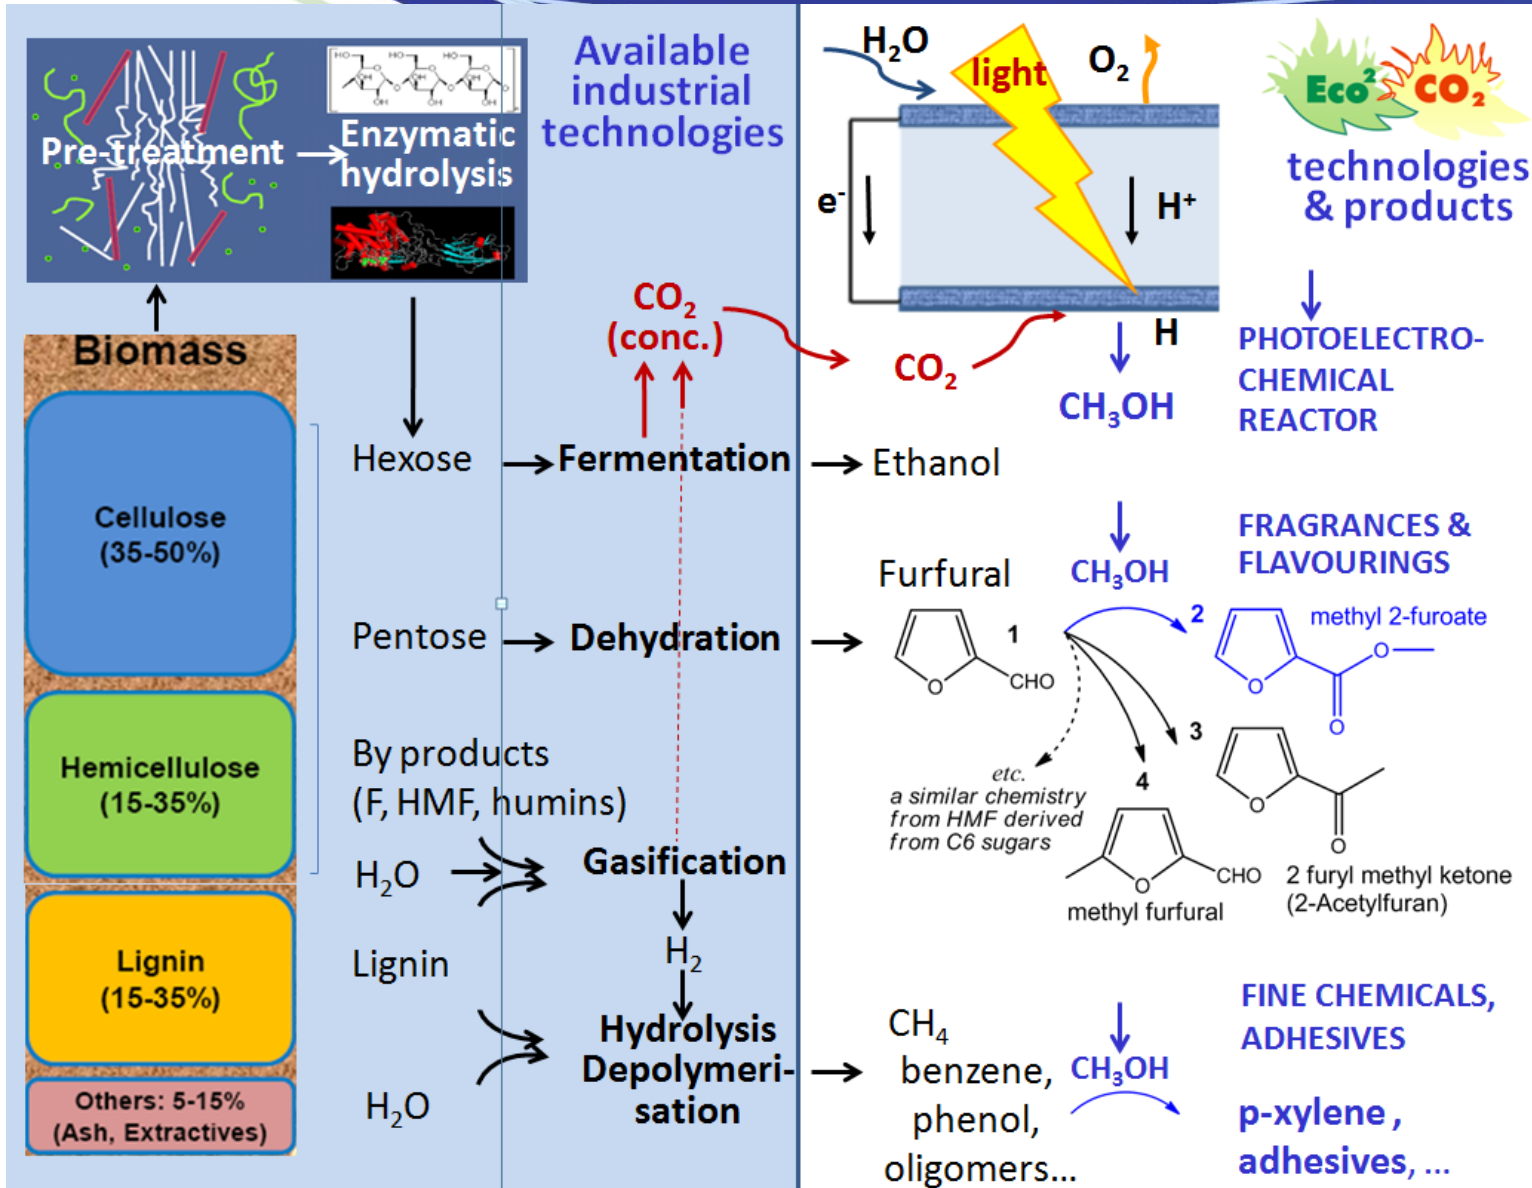 Pre-treatment
Enzymatic
hydrolysis
Available
industrial
technologies
H₂O
light
O₂
Eco²
CO₂
technologies
& products
e⁻
H⁺
H
CO₂
(conc.)
CO₂
CH₃OH
PHOTOELECTRO-
CHEMICAL
REACTOR
Biomass
Cellulose
(35-50%)
Hemicellulose
(15-35%)
Lignin
(15-35%)
Others: 5-15%
(Ash, Extractives)
Hexose
Fermentation
Ethanol
Pentose
Dehydration
Furfural
1
O
CHO
CH₃OH
FRAGRANCES &
FLAVOURINGS
2
methyl 2-furoate
O
O
O
3
O
O
2 furyl methyl ketone
(2-Acetylfuran)
4
O
CHO
methyl furfural
etc.
a similar chemistry
from HMF derived
from C6 sugars
By products
(F, HMF, humins)
H₂O
Gasification
H₂
Lignin
H₂O
Hydrolysis
Depolymeri-
sation
CH₄
benzene,
phenol,
oligomers...
CH₃OH
FINE CHEMICALS,
ADHESIVES
p-xylene,
adhesives, ...